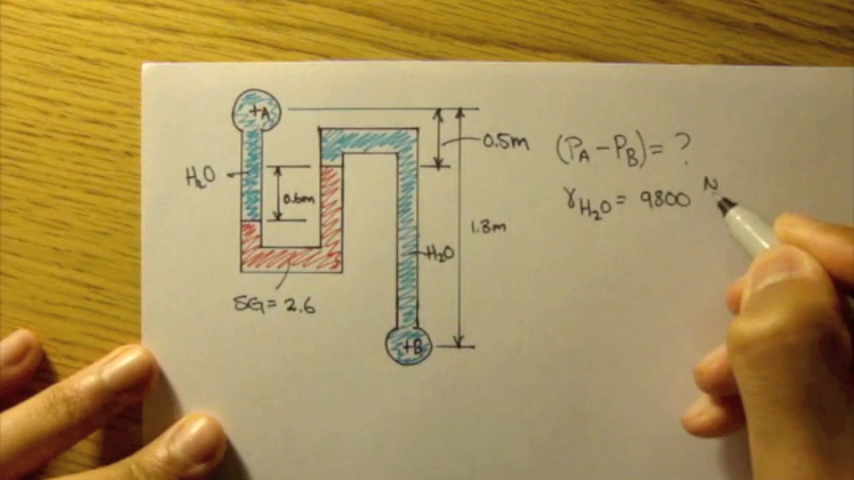 +A
0.5m
(PA-PB)= ?
H2O
0.6m
γH2O = 9800 N
1.8m
H2O
SG=2.6
+B